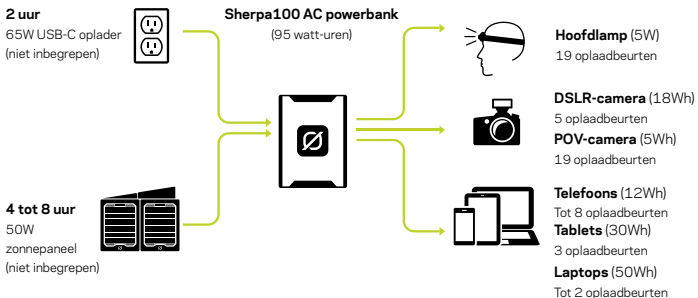 2 uur
65W USB-C oplader
(niet inbegrepen)
4 tot 8 uur
50W
zonnepaneel
(niet inbegrepen)
Sherpa100 AC powerbank
(95 watt-uren)
Hoofdlamp (5W)
19 oplaadbeurten
DSLR-camera (18Wh)
5 oplaadbeurten
POV-camera (5Wh)
19 oplaadbeurten
Telefoons (12Wh)
Tot 8 oplaadbeurten
Tablets (30Wh)
3 oplaadbeurten
Laptops (50Wh)
Tot 2 oplaadbeurten